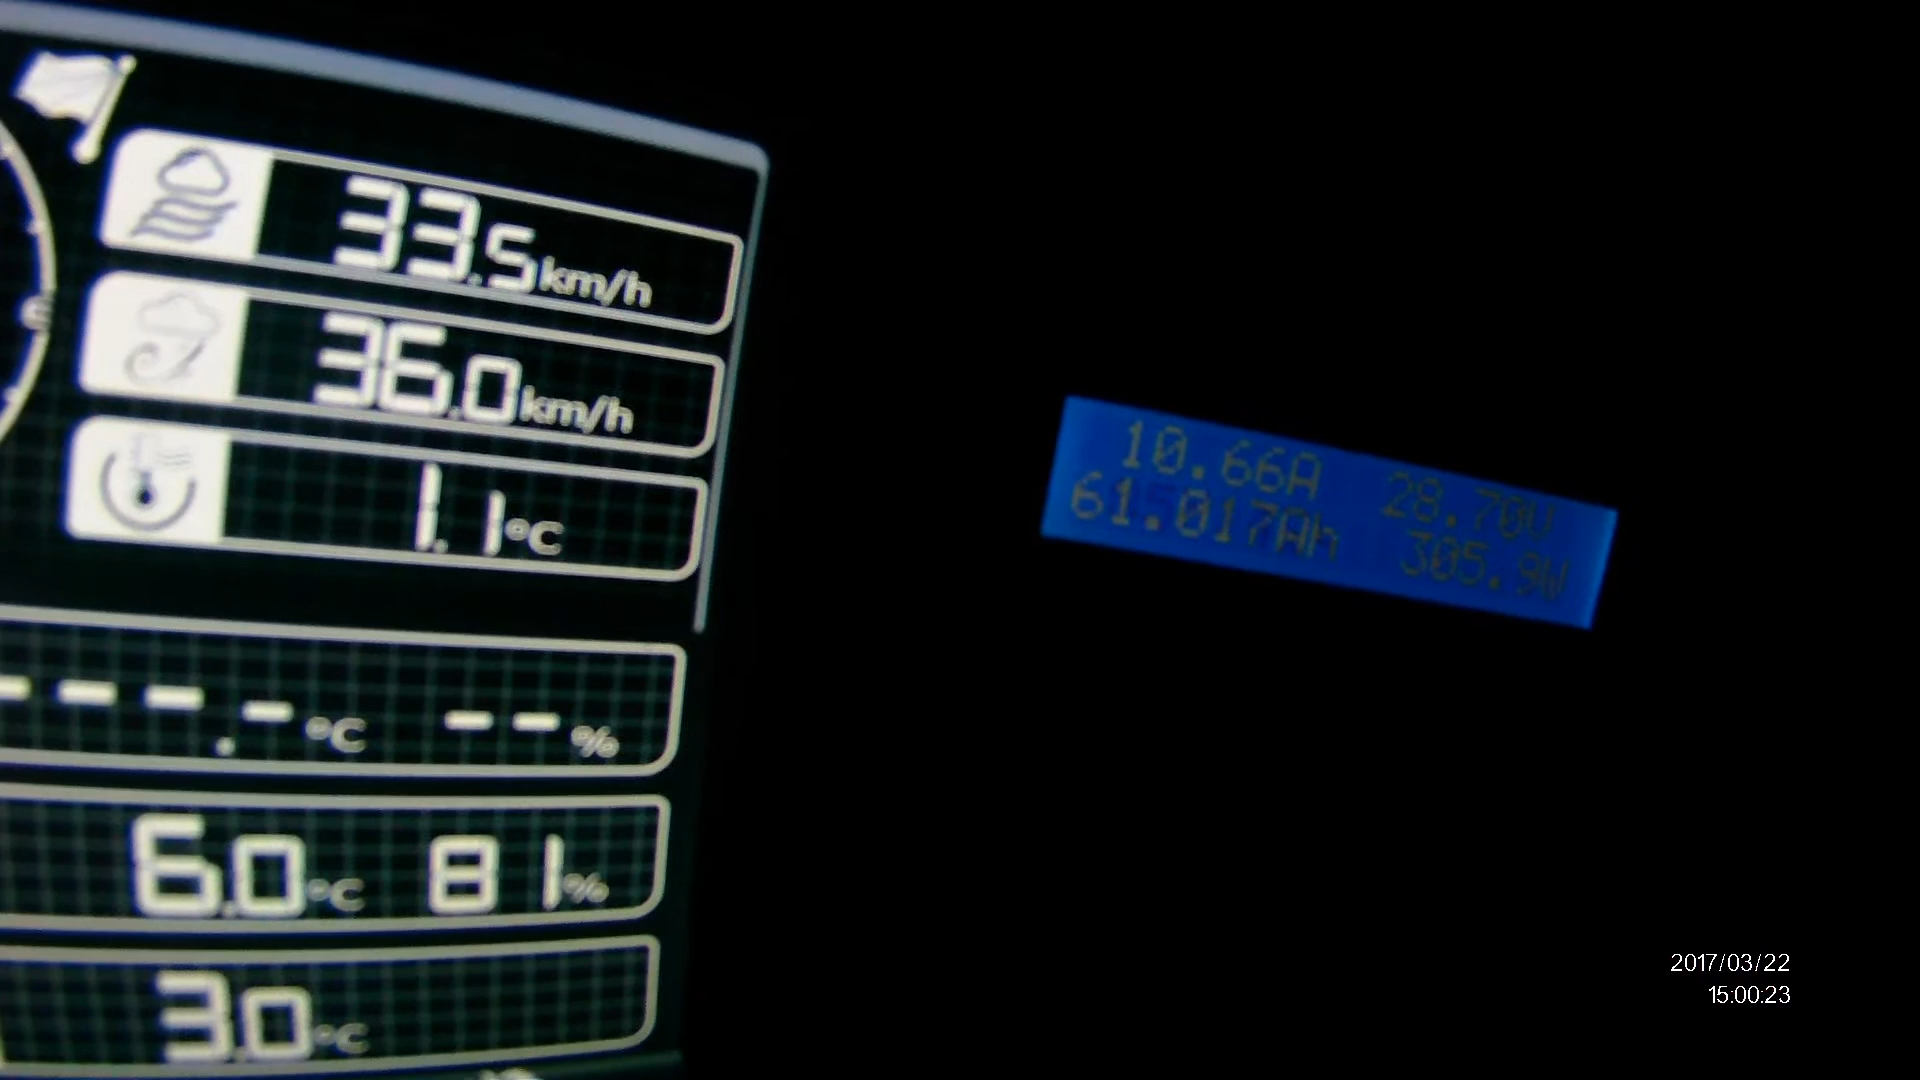 33.5km/h
36.0km/h
1.1°C
---.-°C --%
6.0°C 81%
3.0°C
10.66A 28.70V
61.017Ah 305.9W
2017/03/22
15:00:23